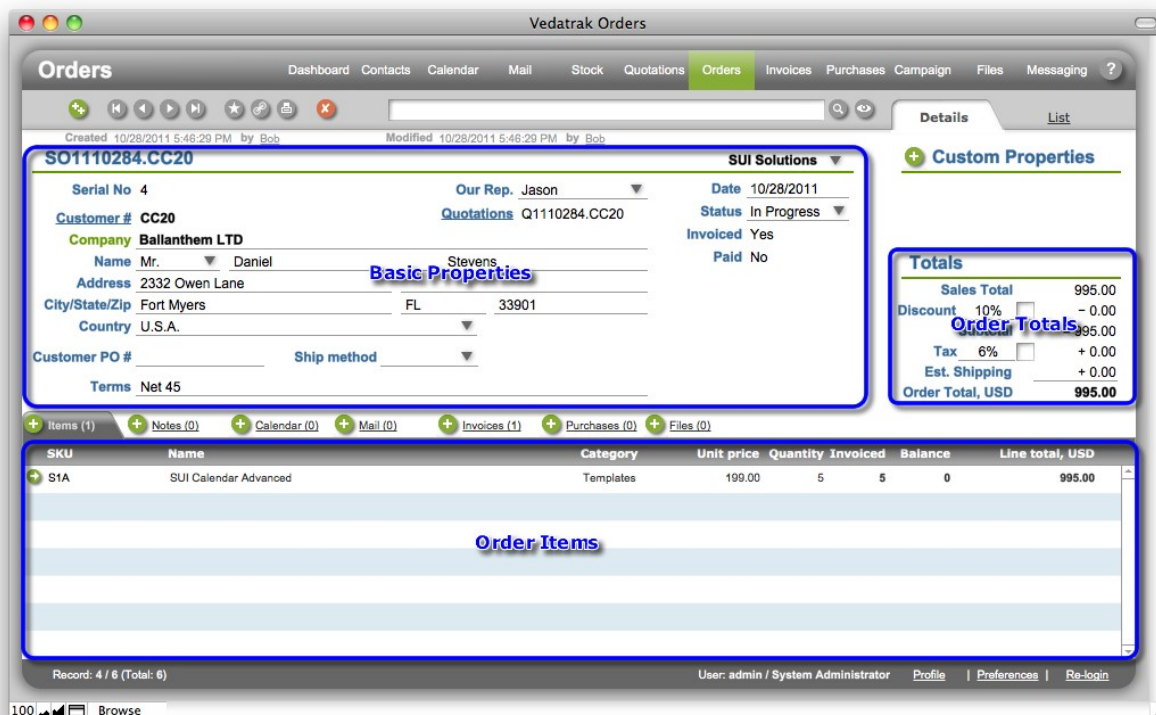 Vedatrak Orders
Orders
Dashboard Contacts Calendar Mail Stock Quotations Orders Invoices Purchases Campaign Files Messaging ?
Details List
Created 10/28/2011 5:46:29 PM by Bob Modified 10/28/2011 5:46:29 PM by Bob
SO1110284.CC20 SUI Solutions
Custom Properties
Serial No 4 Our Rep. Jason Date 10/28/2011
Customer # CC20 Quotations Q1110284.CC20 Status In Progress
Company Ballanthem LTD Invoiced Yes
Name Mr. Daniel Stevens Paid No
Basic Properties
Address 2332 Owen Lane
City/State/Zip Fort Myers FL 33901
Country U.S.A.
Customer PO # Ship method
Terms Net 45
Totals
Sales Total 995.00
Discount 10% - 0.00
Order Totals
Subtotal = 995.00
Tax 6% + 0.00
Est. Shipping + 0.00
Order Total, USD 995.00
Items (1) Notes (0) Calendar (0) Mail (0) Invoices (1) Purchases (0) Files (0)
SKU Name Category Unit price Quantity Invoiced Balance Line total, USD
S1A SUI Calendar Advanced Templates 199.00 5 5 0 995.00
Order Items
Record: 4 / 6 (Total: 6) User: admin / System Administrator Profile | Preferences | Re-login
100 Browse